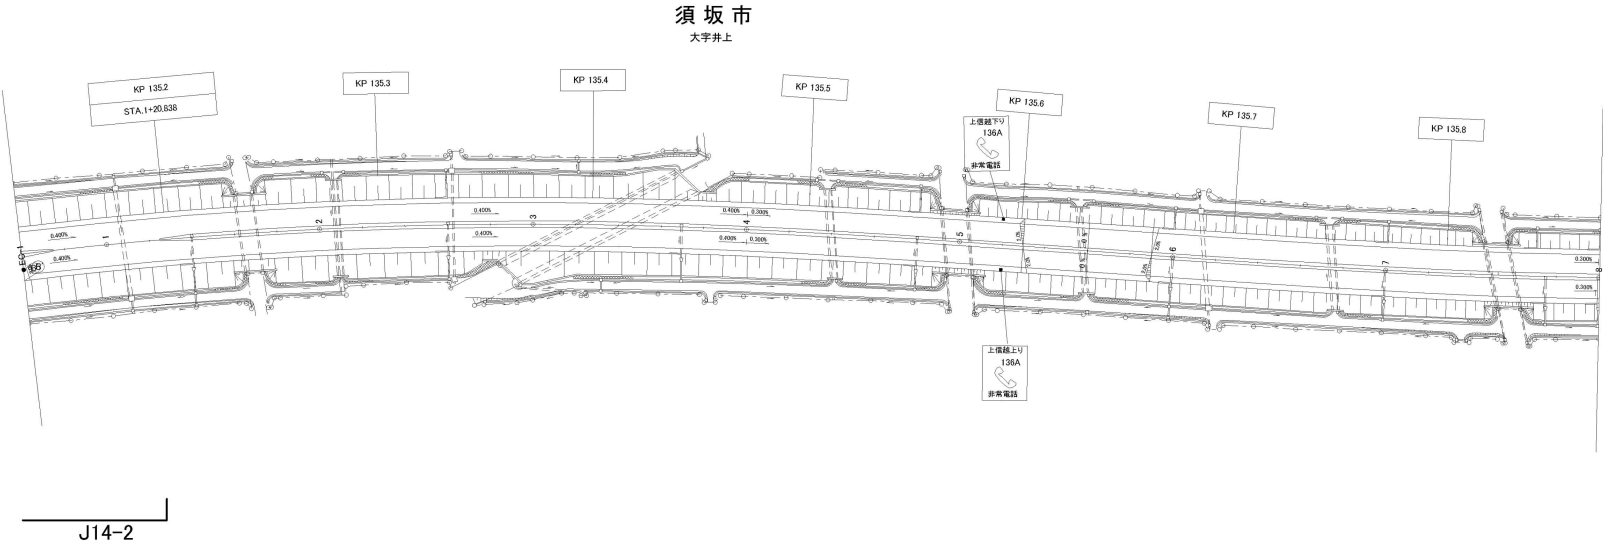 須坂市
大字井上
KP 135.2
STA.1+20.838
KP 135.3
KP 135.4
KP 135.5
KP 135.6
KP 135.7
KP 135.8
上信越下り
136A
非常電話
0.400%
0.400%
1
2
0.400%
0.400%
3
0.400% 0.300%
0.400% 0.300%
4
5
6
7
8
0.300%
0.300%
上信越上り
136A
非常電話
J14-2